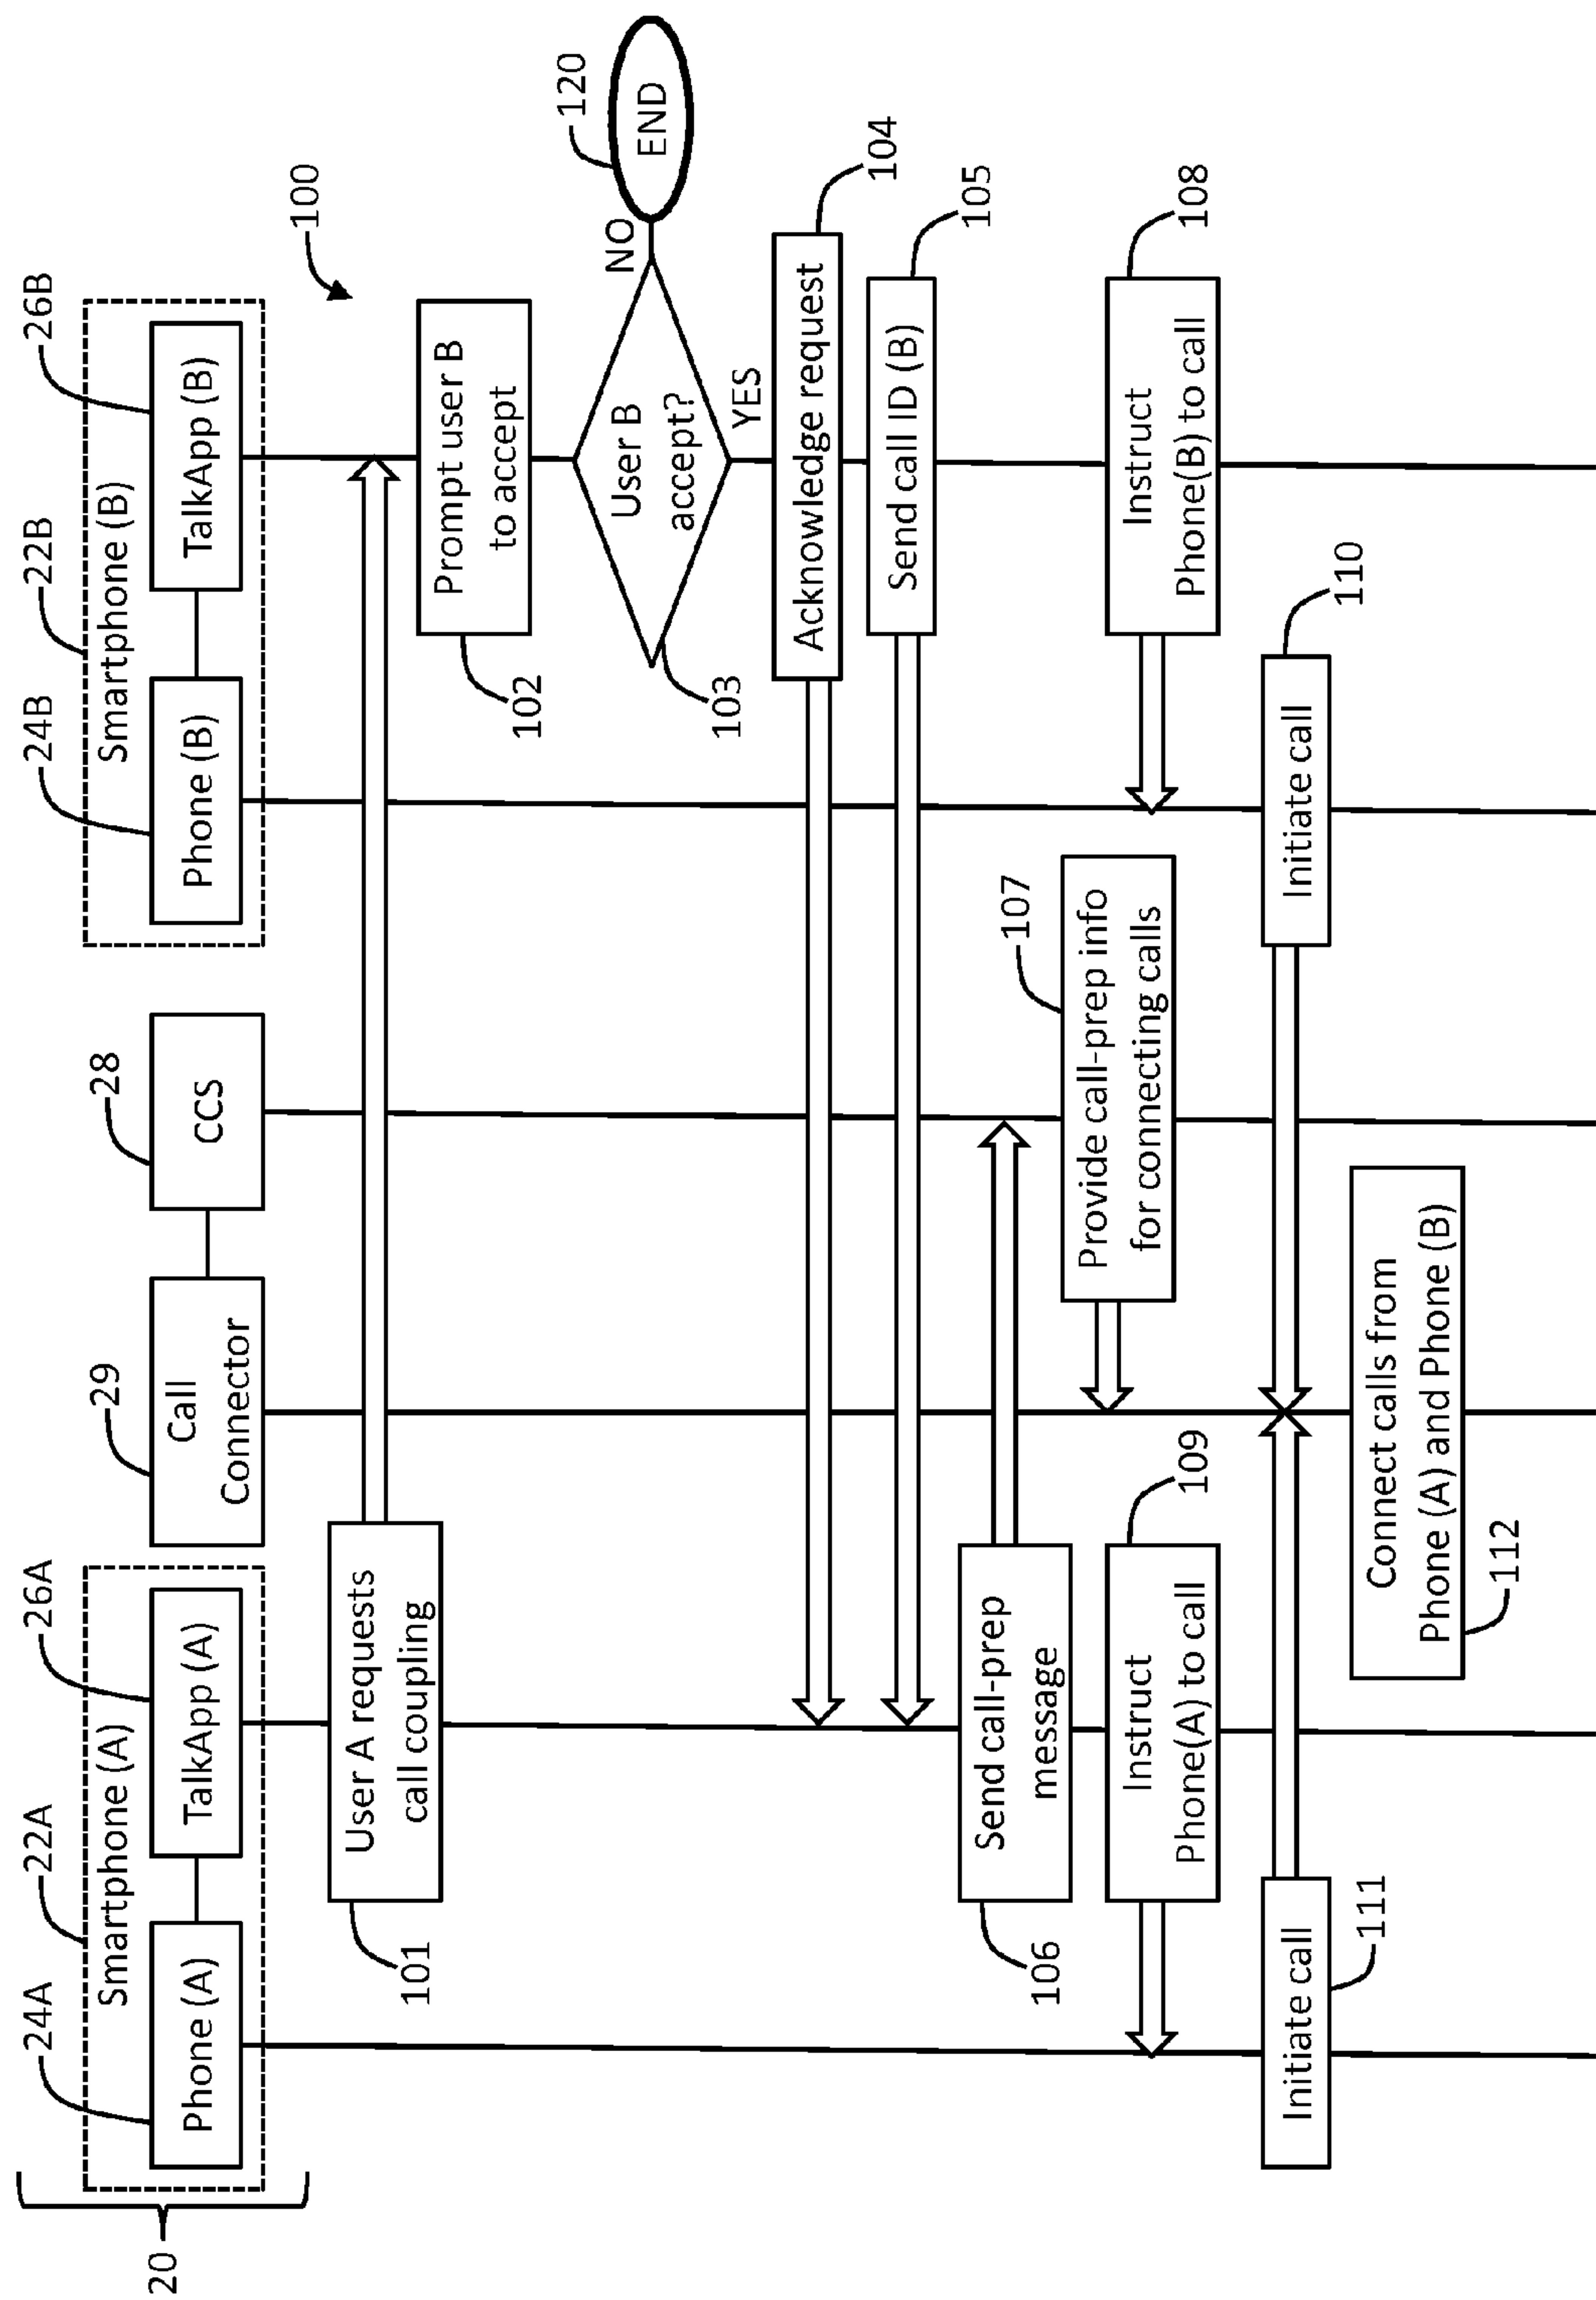 20
24A
22A
26A
29
28
24B
22B
26B
Smartphone (A)
Smartphone (B)
Phone (A)
TalkApp (A)
Call
Connector
CCS
Phone (B)
TalkApp (B)
100
101
User A requests
call coupling
102
Prompt user B
to accept
103
User B
accept?
NO
120
END
YES
Acknowledge request
104
Send call ID (B)
105
106
Send call-prep
message
107
Provide call-prep info
for connecting calls
Instruct
Phone(A) to call
109
Instruct
Phone(B) to call
108
Initiate call
111
Initiate call
110
Connect calls from
Phone (A) and Phone (B)
112